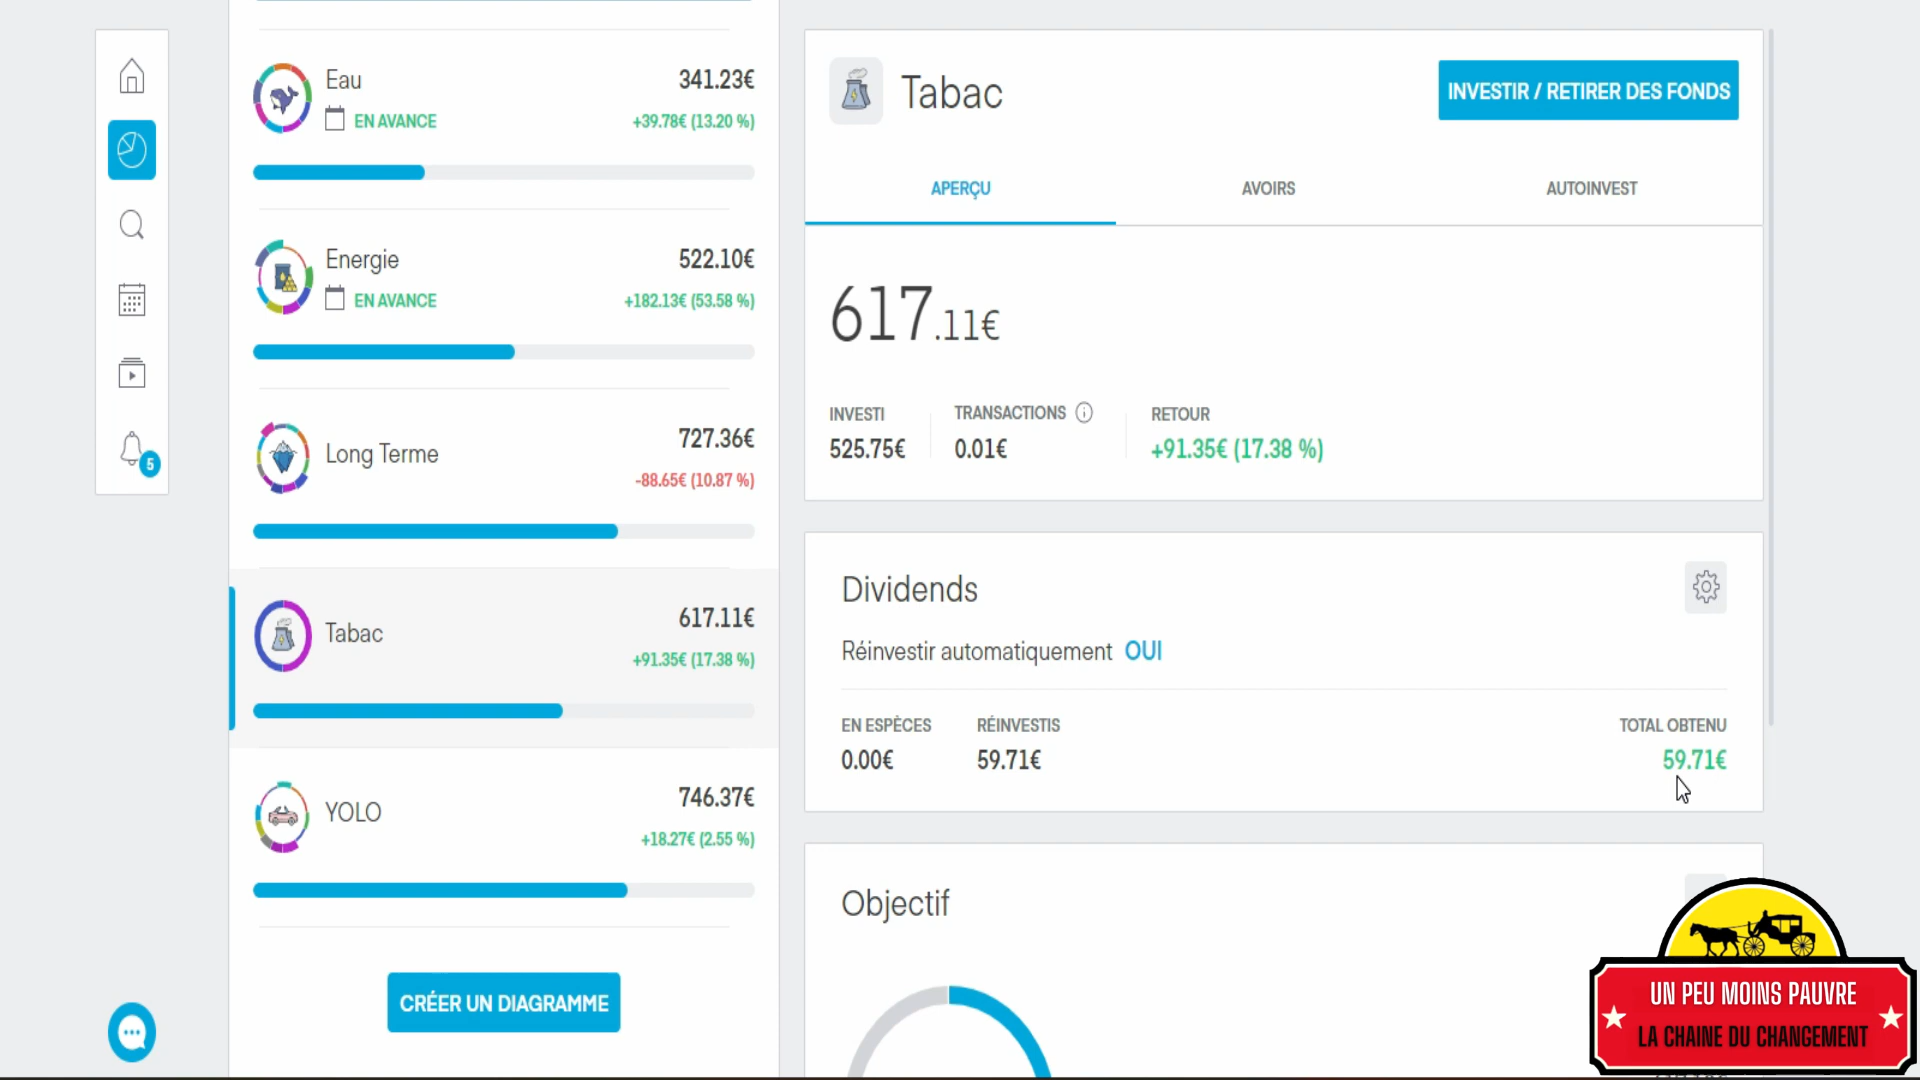 5
Eau
341.23€
EN AVANCE
+39.78€ (13.20 %)
Energie
522.10€
EN AVANCE
+182.13€ (53.58 %)
Long Terme
727.36€
-88.65€ (10.87 %)
Tabac
617.11€
+91.35€ (17.38 %)
YOLO
746.37€
+18.27€ (2.55 %)
CRÉER UN DIAGRAMME
Tabac
INVESTIR / RETIRER DES FONDS
APERÇU
AVOIRS
AUTOINVEST
617.11€
INVESTI
TRANSACTIONS
RETOUR
525.75€
0.01€
+91.35€ (17.38 %)
Dividends
Réinvestir automatiquement OUI
EN ESPÈCES
RÉINVESTIS
TOTAL OBTENU
0.00€
59.71€
59.71€
Objectif
UN PEU MOINS PAUVRE
LA CHAINE DU CHANGEMENT